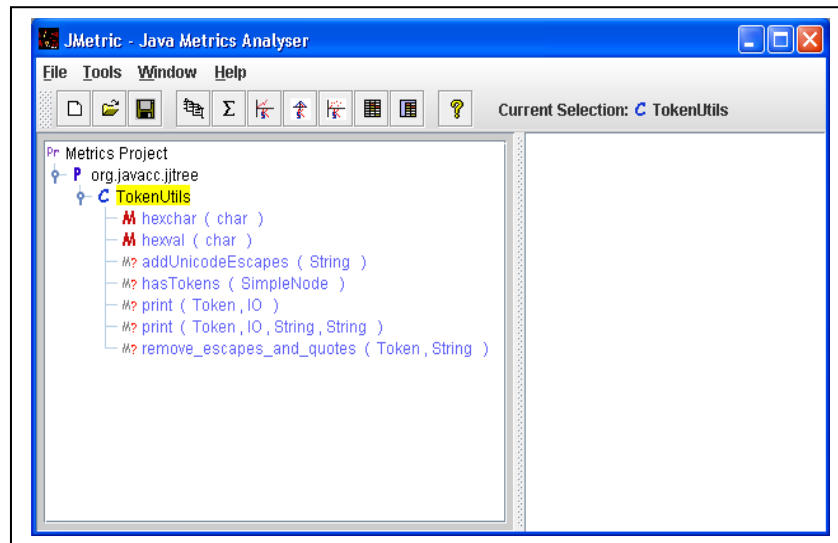 JMetric - Java Metrics Analyser
File Tools Window Help
Σ ? Current Selection: C TokenUtils
Pr Metrics Project
P org.javacc.jjtree
C TokenUtils
M hexchar ( char )
M hexval ( char )
M? addUnicodeEscapes ( String )
M? hasTokens ( SimpleNode )
M? print ( Token , IO )
M? print ( Token , IO , String , String )
M? remove_escapes_and_quotes ( Token , String )